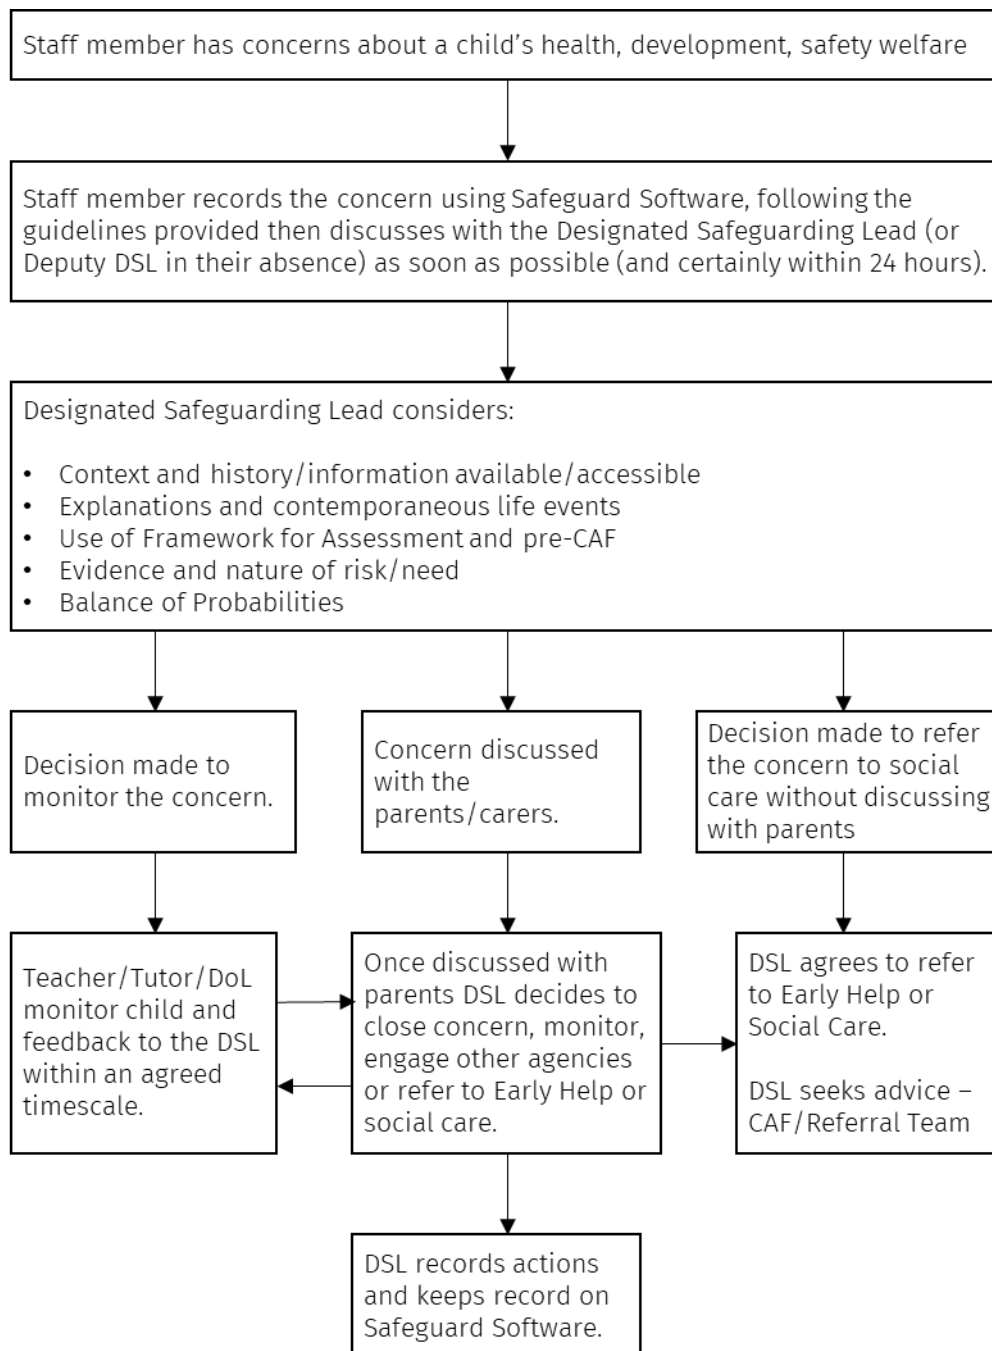 Staff member has concerns about a child's health, development, safety welfare
Staff member records the concern using Safeguard Software, following the
guidelines provided then discusses with the Designated Safeguarding Lead (or
Deputy DSL in their absence) as soon as possible (and certainly within 24 hours).
Designated Safeguarding Lead considers:
• Context and history/information available/accessible
• Explanations and contemporaneous life events
• Use of Framework for Assessment and pre-CAF
• Evidence and nature of risk/need
• Balance of Probabilities
Decision made to
monitor the concern.
Concern discussed
with the
parents/carers.
Decision made to refer
the concern to social
care without discussing
with parents
Teacher/Tutor/DoL
monitor child and
feedback to the DSL
within an agreed
timescale.
Once discussed with
parents DSL decides to
close concern, monitor,
engage other agencies
or refer to Early Help or
social care.
DSL agrees to refer
to Early Help or
Social Care.
DSL seeks advice –
CAF/Referral Team
DSL records actions
and keeps record on
Safeguard Software.